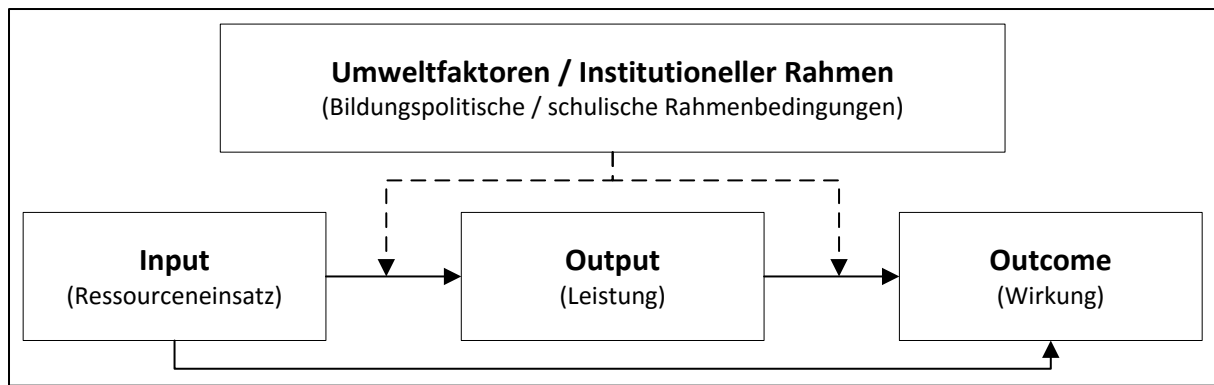 Umweltfaktoren / Institutioneller Rahmen
(Bildungspolitische / schulische Rahmenbedingungen)
Input
(Ressourceneinsatz)
Output
(Leistung)
Outcome
(Wirkung)